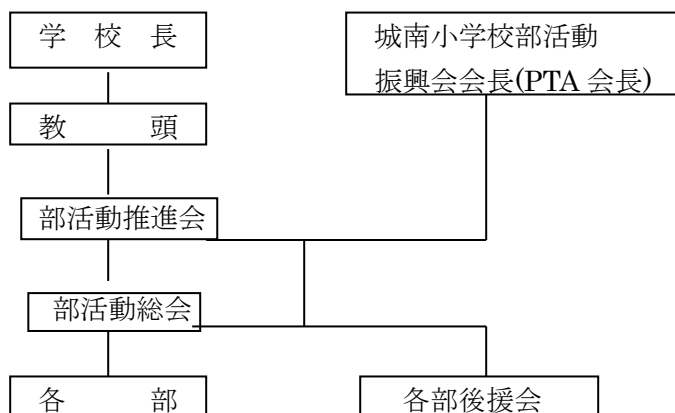 学 校 長
城南小学校部活動
振興会会長(PTA 会長)
教 頭
部活動推進会
部活動総会
各 部
各部後援会